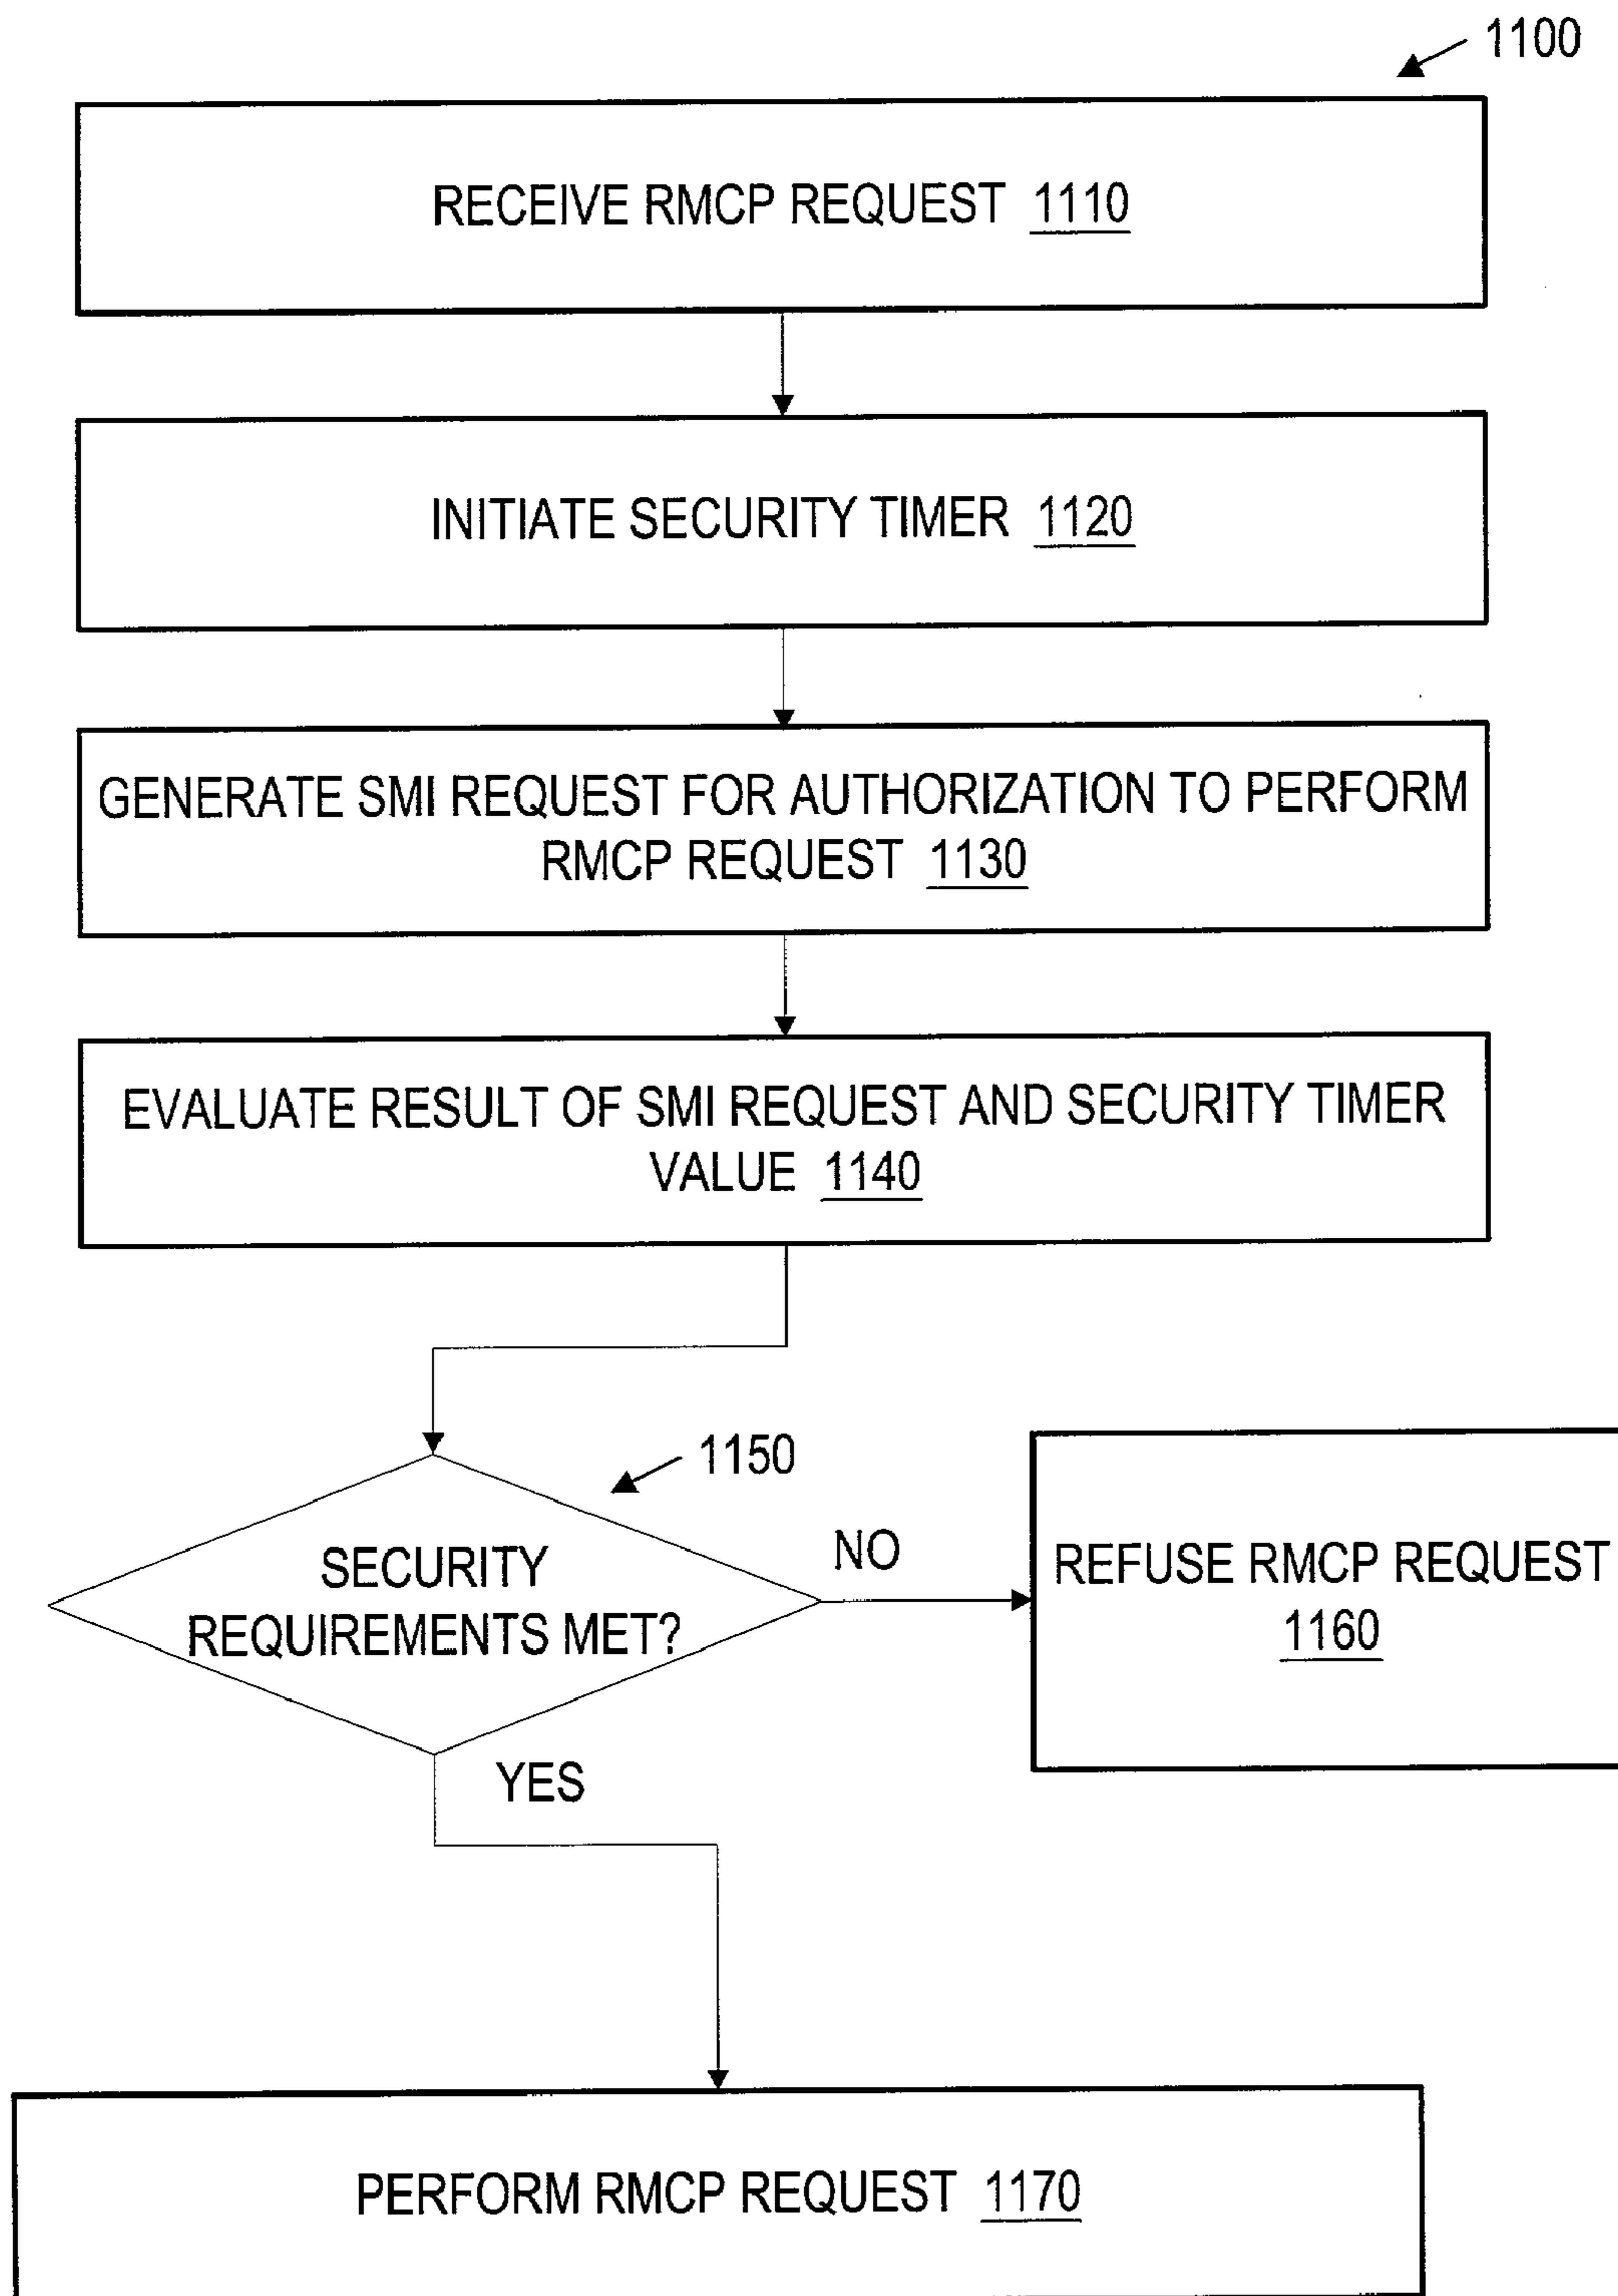 1100
RECEIVE RMCP REQUEST 1110
INITIATE SECURITY TIMER 1120
GENERATE SMI REQUEST FOR AUTHORIZATION TO PERFORM
RMCP REQUEST 1130
EVALUATE RESULT OF SMI REQUEST AND SECURITY TIMER
VALUE 1140
1150
SECURITY
REQUIREMENTS MET?
NO
REFUSE RMCP REQUEST
1160
YES
PERFORM RMCP REQUEST 1170